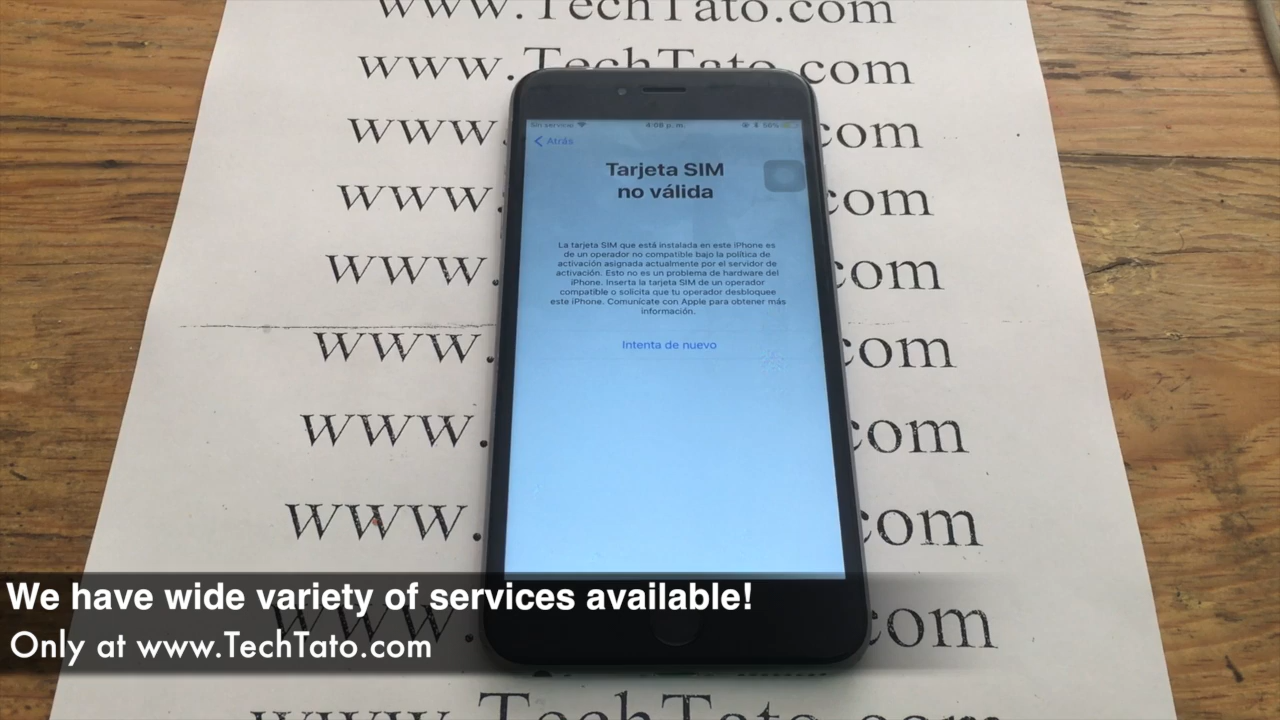 www.TechTato.com
www.TechTato.com
www.
com
www.
com
www.
com
www.
com
www.
com
www.
com
www.
com
Sin servicio
4:08 p. m.
50%
Atrás
Tarjeta SIM
no válida
La tarjeta SIM que está instalada en este iPhone es
de un operador no compatible bajo la política de
activación asignada actualmente por el servidor de
activación. Esto no es un problema de hardware del
iPhone. Inserta la tarjeta SIM de un operador
compatible o solicita que tu operador desbloquee
este iPhone. Comunícate con Apple para obtener más
información.
Intenta de nuevo
We have wide variety of services available!
Only at www.TechTato.com
www.TechTato.com